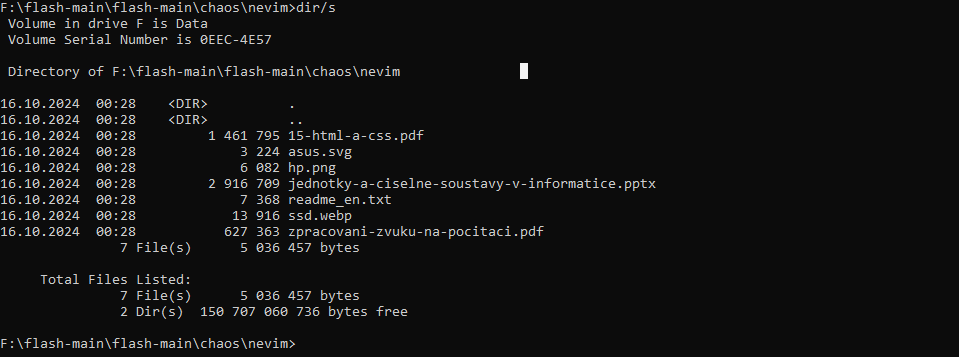 F:\flash-main\flash-main\chaos\nevim>dir/s
Volume in drive F is Data
Volume Serial Number is 0EEC-4E57
Directory of F:\flash-main\flash-main\chaos\nevim
16.10.2024 00:28 <DIR> .
16.10.2024 00:28 <DIR> ..
16.10.2024 00:28 1 461 795 15-html-a-css.pdf
16.10.2024 00:28 3 224 asus.svg
16.10.2024 00:28 6 082 hp.png
16.10.2024 00:28 2 916 709 jednotky-a-ciselne-soustavy-v-informatice.pptx
16.10.2024 00:28 7 368 readme_en.txt
16.10.2024 00:28 13 916 ssd.webp
16.10.2024 00:28 627 363 zpracovani-zvuku-na-pocitaci.pdf
7 File(s) 5 036 457 bytes
Total Files Listed:
7 File(s) 5 036 457 bytes
2 Dir(s) 150 707 060 736 bytes free
F:\flash-main\flash-main\chaos\nevim>